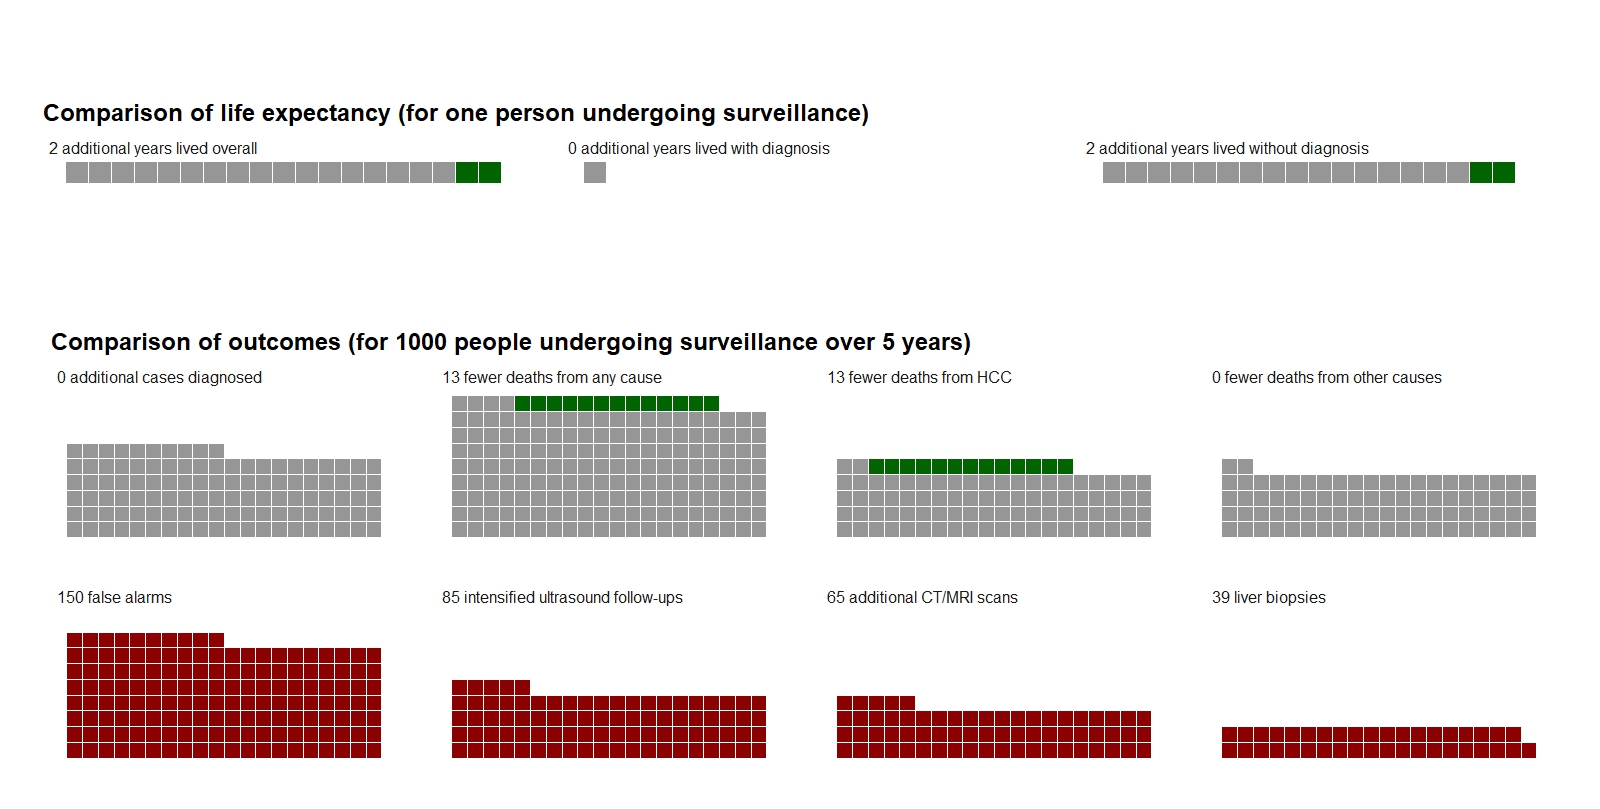 Comparison of life expectancy (for one person undergoing surveillance)
2 additional years lived overall
0 additional years lived with diagnosis
2 additional years lived without diagnosis
Comparison of outcomes (for 1000 people undergoing surveillance over 5 years)
0 additional cases diagnosed
13 fewer deaths from any cause
13 fewer deaths from HCC
0 fewer deaths from other causes
150 false alarms
85 intensified ultrasound follow-ups
65 additional CT/MRI scans
39 liver biopsies